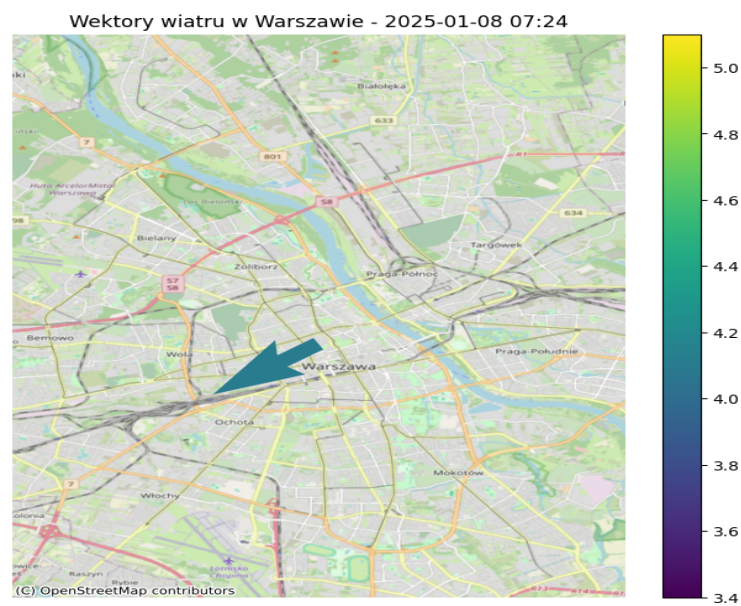 Wektory wiatru w Warszawie - 2025-01-08 07:24
Białołęka
633
7
801
R1
Huta ArcelorMittal
Warszawa
Las Bielański
S8
634
98
Bielany
Targówek
Żoliborz
Praga-Północ
S7
S8
Bemowo
Wola
Praga-Południe
Warszawa
Ochota
Mokotów
7
Włochy
Lotnisko
Chopina
Raszyn
Rybie
(C) OpenStreetMap contributors
5.0
4.8
4.6
4.4
4.2
4.0
3.8
3.6
3.4